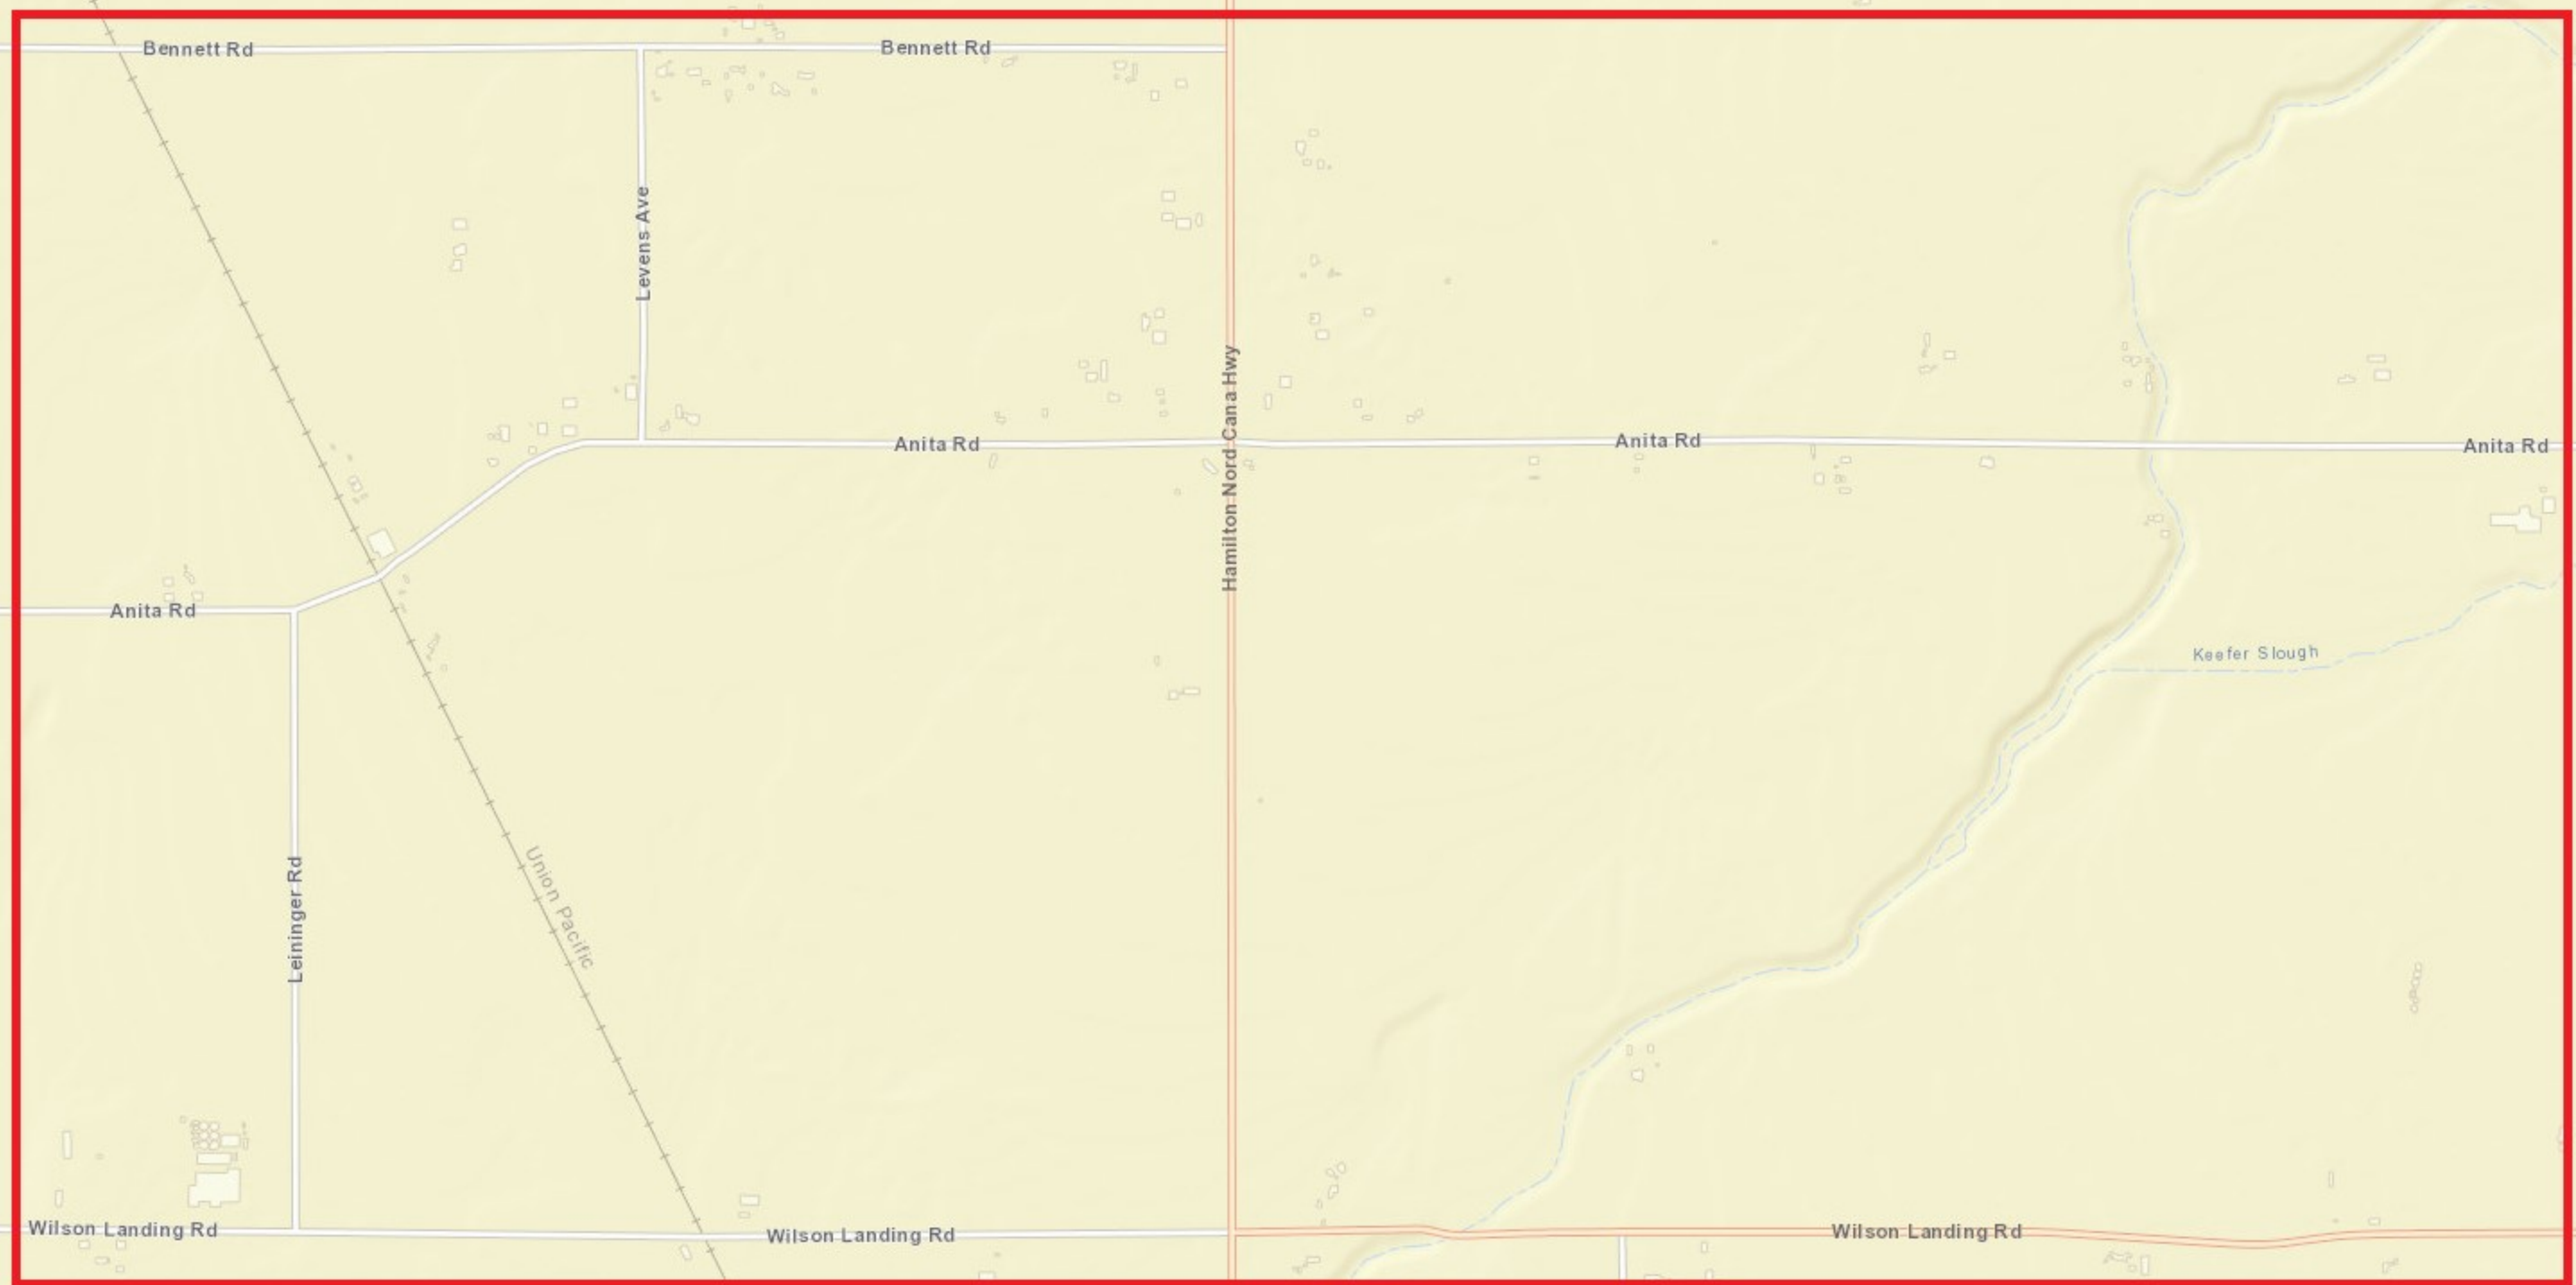 Bennett Rd
Bennett Rd
Levens Ave
Hamilton Nord Cana Hwy
Anita Rd
Anita Rd
Anita Rd
Anita Rd
Keefer Slough
Leininger Rd
Union Pacific
Wilson Landing Rd
Wilson Landing Rd
Wilson Landing Rd